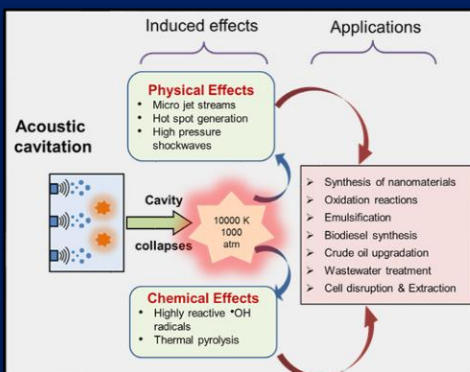 Induced effects
Applications
Physical Effects
• Micro jet streams
• Hot spot generation
• High pressure
shockwaves
Acoustic
cavitation
Cavity
collapses
10000 K
1000
atm
➢ Synthesis of nanomaterials
➢ Oxidation reactions
➢ Emulsification
➢ Biodiesel synthesis
➢ Crude oil upgradation
➢ Wastewater treatment
➢ Cell disruption & Extraction
Chemical Effects
• Highly reactive •OH
radicals
• Thermal pyrolysis